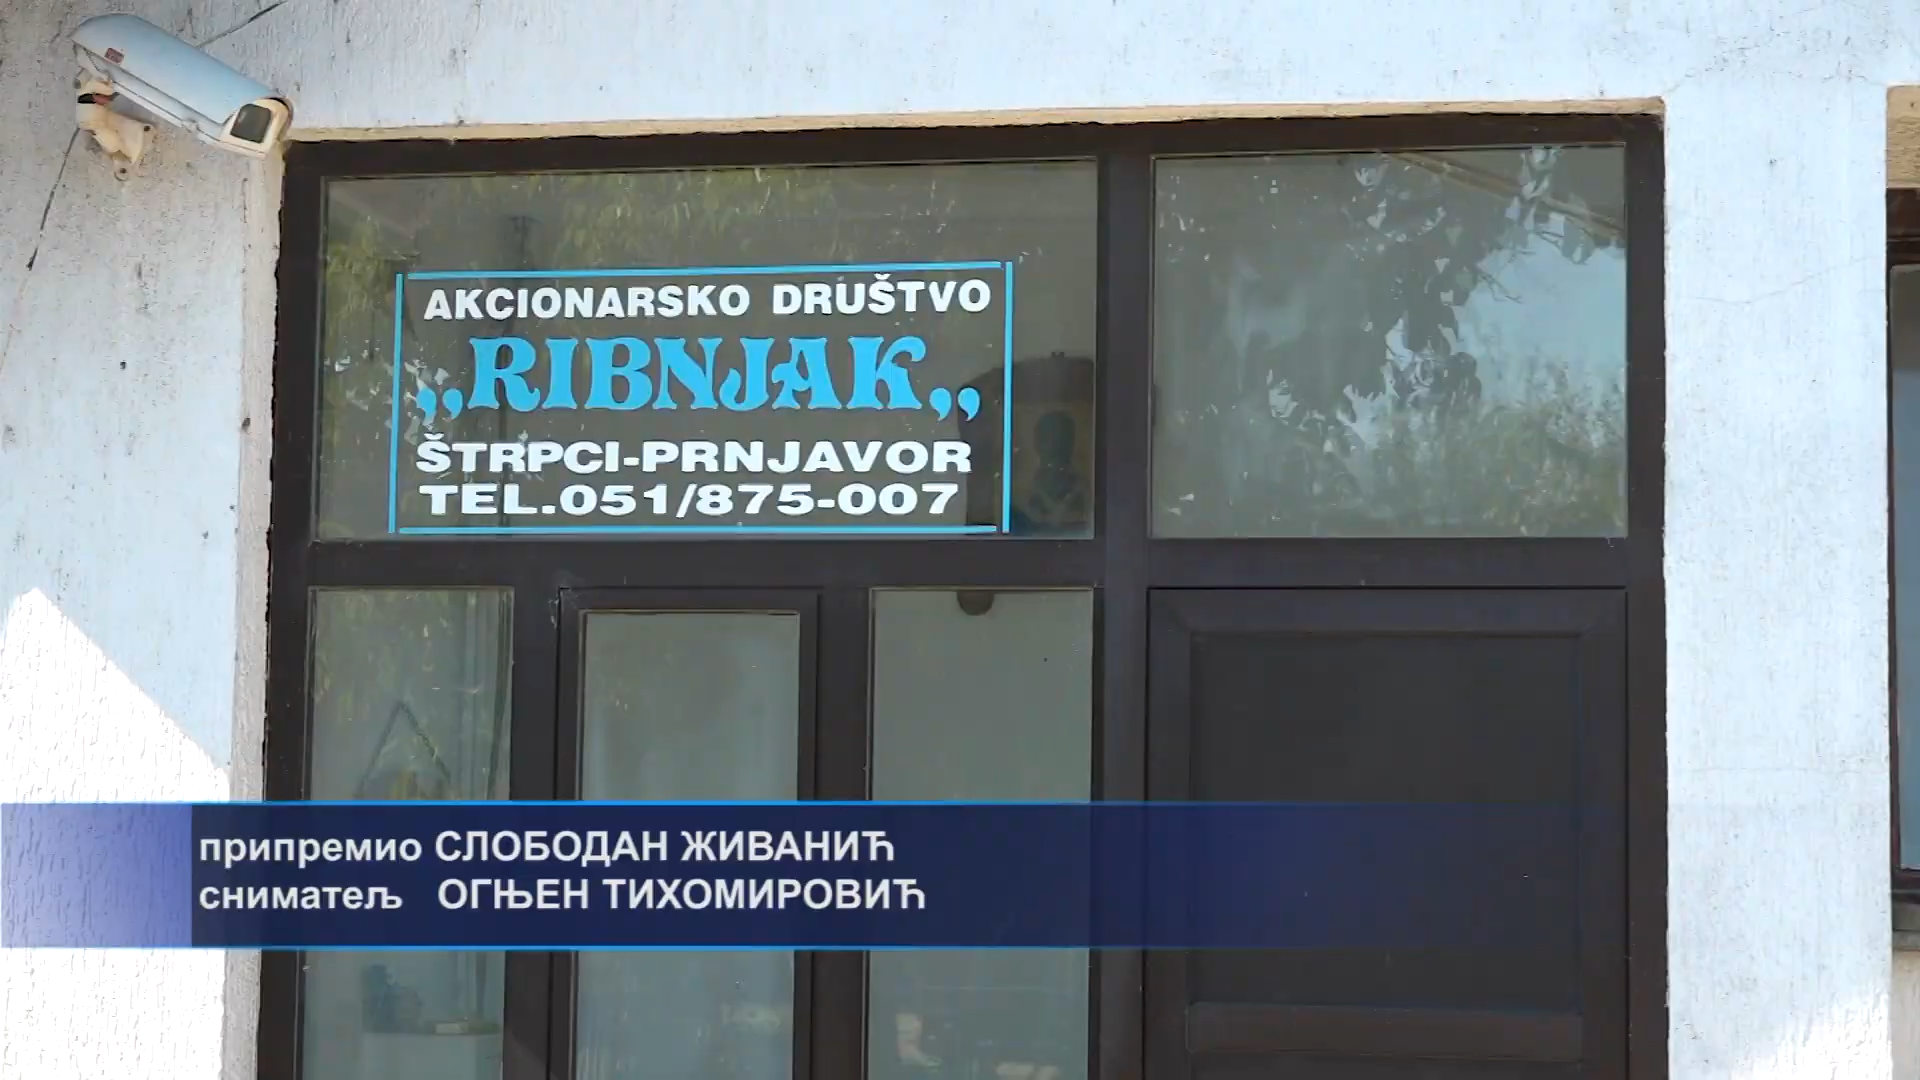 AKCIONARSKO DRUŠTVO
„RIBNJAK„
ŠTRPCI-PRNJAVOR
TEL.051/875-007
припремио СЛОБОДАН ЖИВАНИЋ
сниматељ ОГЊЕН ТИХОМИРОВИЋ